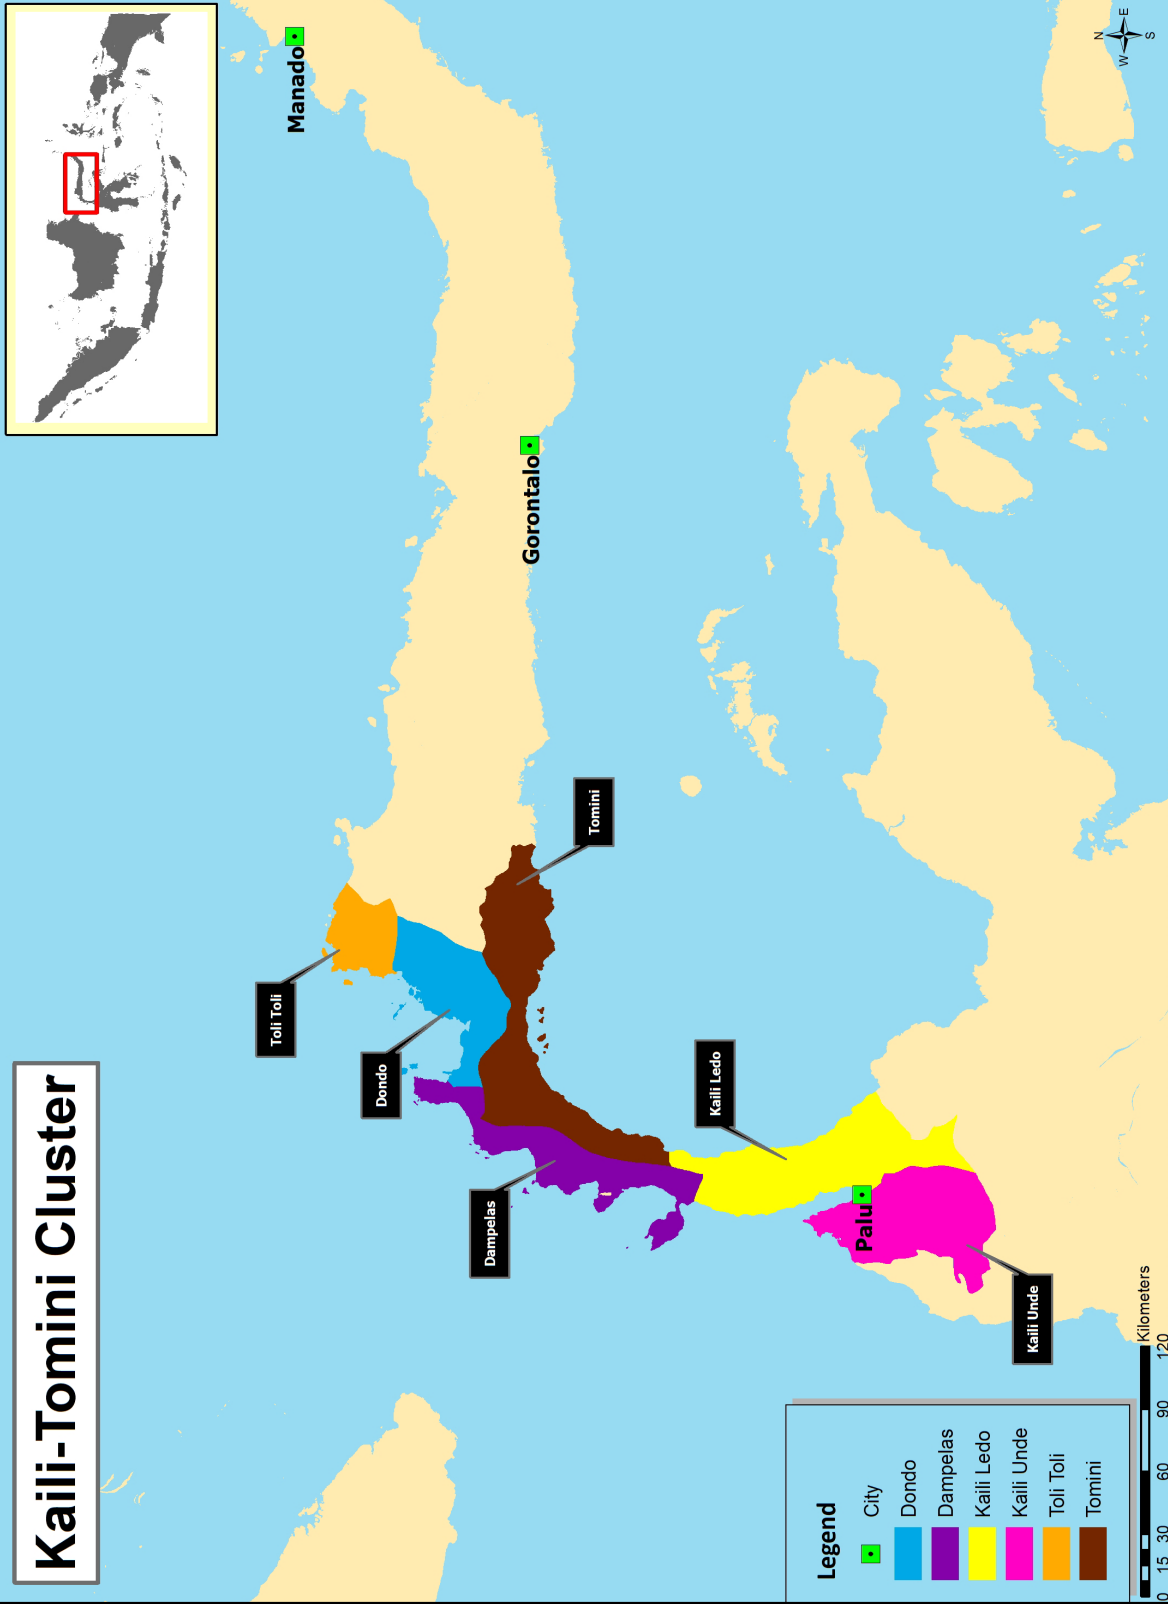 Kaili-Tomini Cluster
N
E
S
W
Manado
Gorontalo
Tomini
Toli Toli
Dondo
Kaili Ledo
Dampelas
Palu
Kaili Unde
Legend
City
Dondo
Dampelas
Kaili Ledo
Kaili Unde
Toli Toli
Tomini
0 15 30 60 90 120
Kilometers